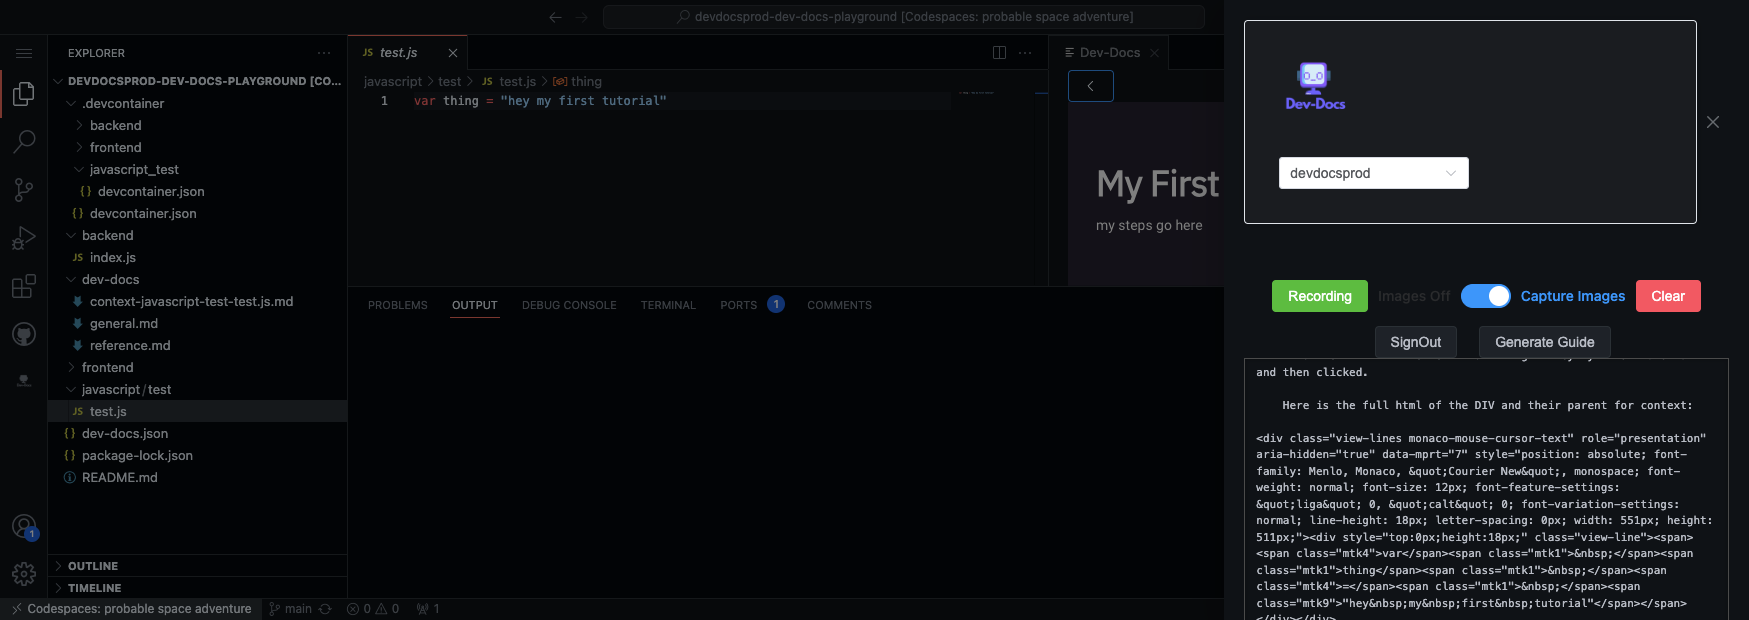 devdocsprod-dev-docs-playground [Codespaces: probable space adventure]
EXPLORER
DEVDOCSPROD-DEV-DOCS-PLAYGROUND [CO...
.devcontainer
backend
frontend
javascript_test
{} devcontainer.json
{} devcontainer.json
backend
JS index.js
dev-docs
context-javascript-test-test.js.md
general.md
reference.md
frontend
javascript/test
JS test.js
{} dev-docs.json
{} package-lock.json
README.md
OUTLINE
TIMELINE
1
JS test.js
javascript > test > JS test.js > thing
1 var thing = "hey my first tutorial"
Dev-Docs
My First
my steps go here
PROBLEMS OUTPUT DEBUG CONSOLE TERMINAL PORTS 1 COMMENTS
Codespaces: probable space adventure main 0 0 1
Dev-Docs
devdocsprod
Recording Images Off Capture Images Clear
SignOut Generate Guide
and then clicked.
Here is the full html of the DIV and their parent for context:
<div class="view-lines monaco-mouse-cursor-text" role="presentation"
aria-hidden="true" data-mprt="7" style="position: absolute; font-
family: Menlo, Monaco, &quot;Courier New&quot;, monospace; font-
weight: normal; font-size: 12px; font-feature-settings:
&quot;liga&quot; 0, &quot;calt&quot; 0; font-variation-settings:
normal; line-height: 18px; letter-spacing: 0px; width: 551px; height:
511px;"><div style="top:0px;height:18px;" class="view-line"><span>
<span class="mtk4">var</span><span class="mtk1">&nbsp;</span><span
class="mtk1">thing</span><span class="mtk1">&nbsp;</span><span
class="mtk4">=</span><span class="mtk1">&nbsp;</span><span
class="mtk9">"hey&nbsp;my&nbsp;first&nbsp;tutorial"</span></span>
</div></div>